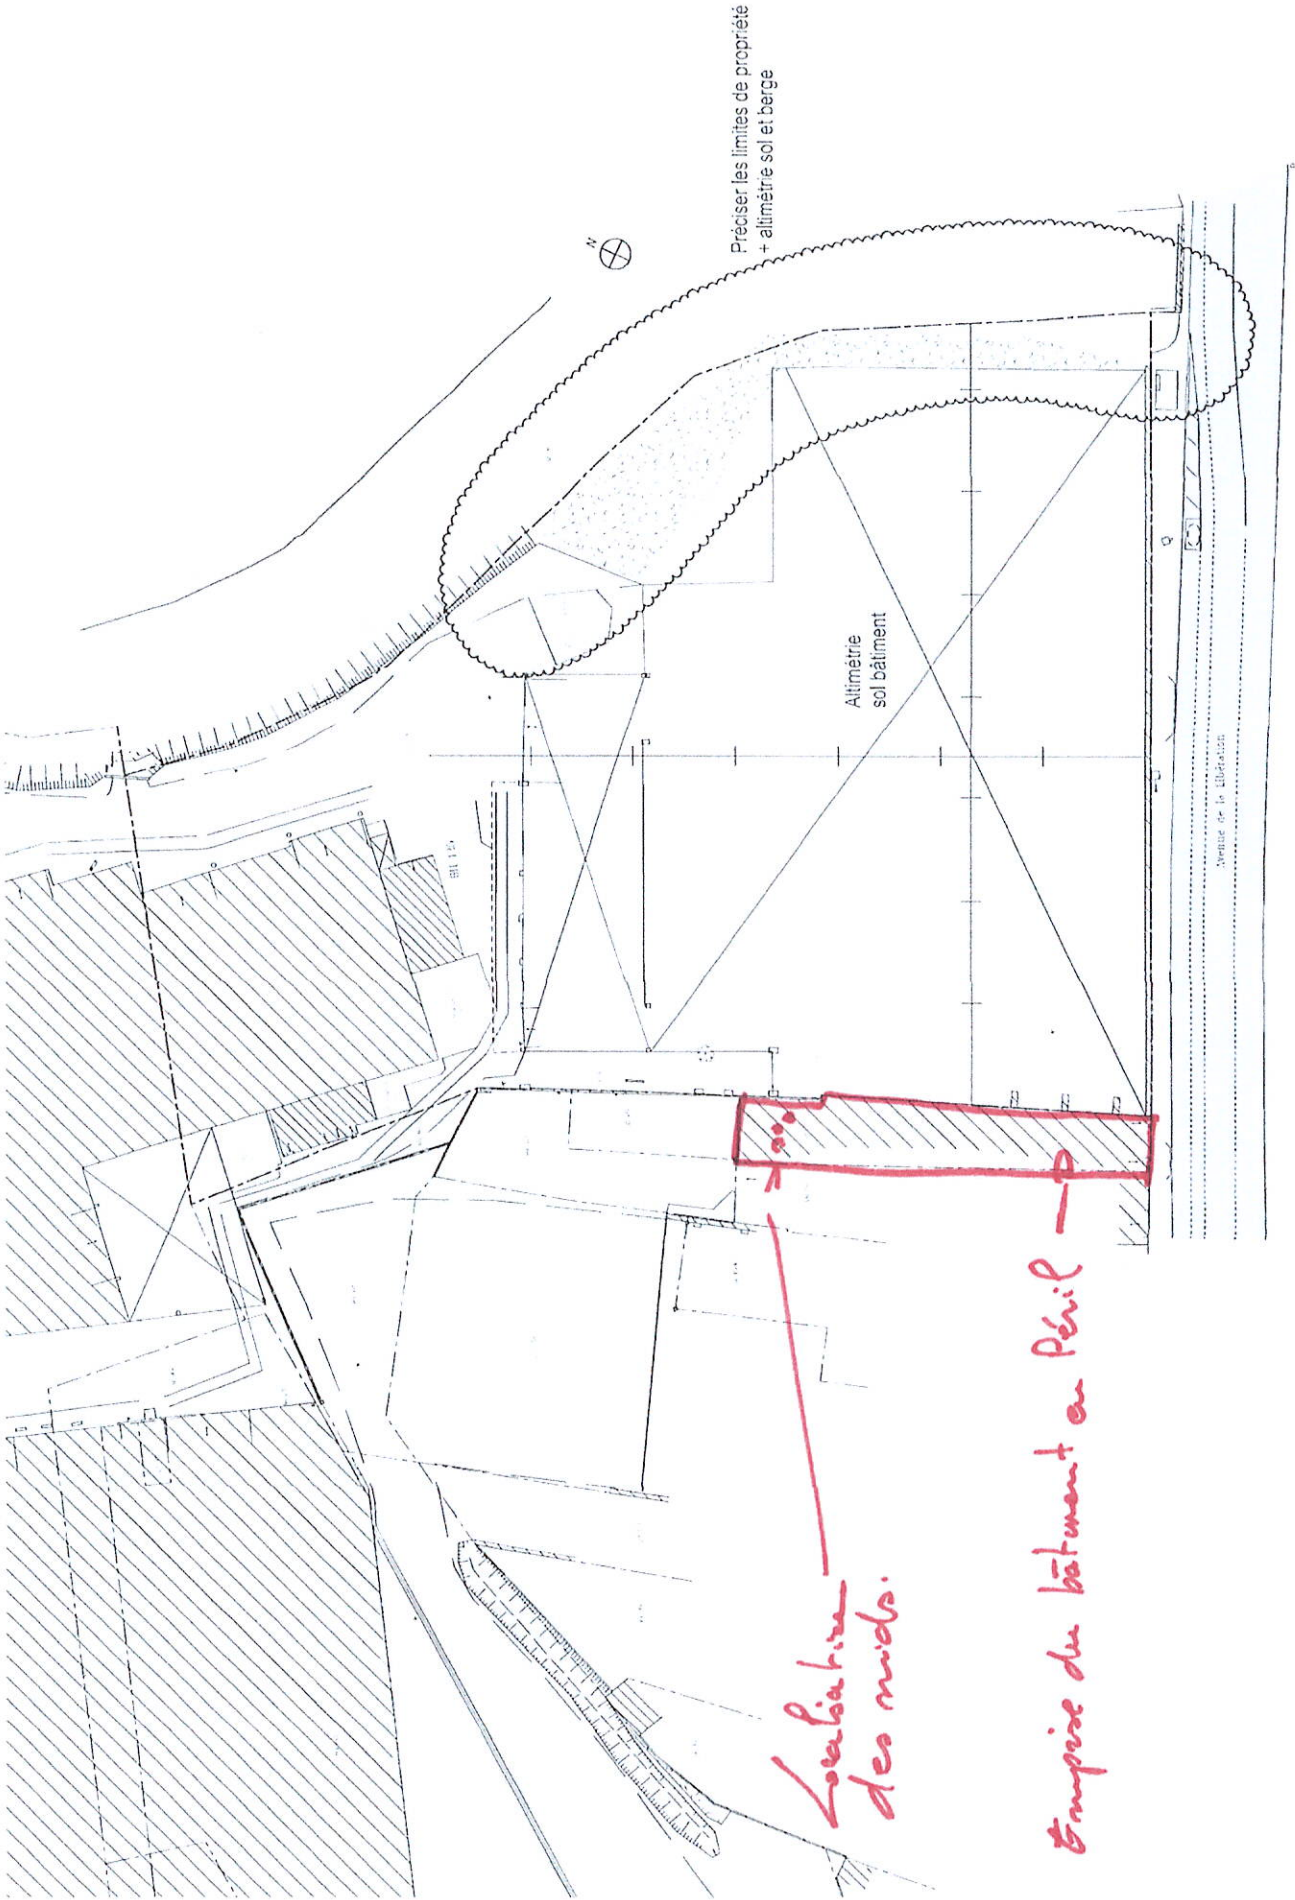 Préciser les limites de propriété
+ altimétrie sol et berge
N
Altimétrie
sol bâtiment
Avenue de la Libération
Localisation
des nids.
Emprise du bâtiment en Péril